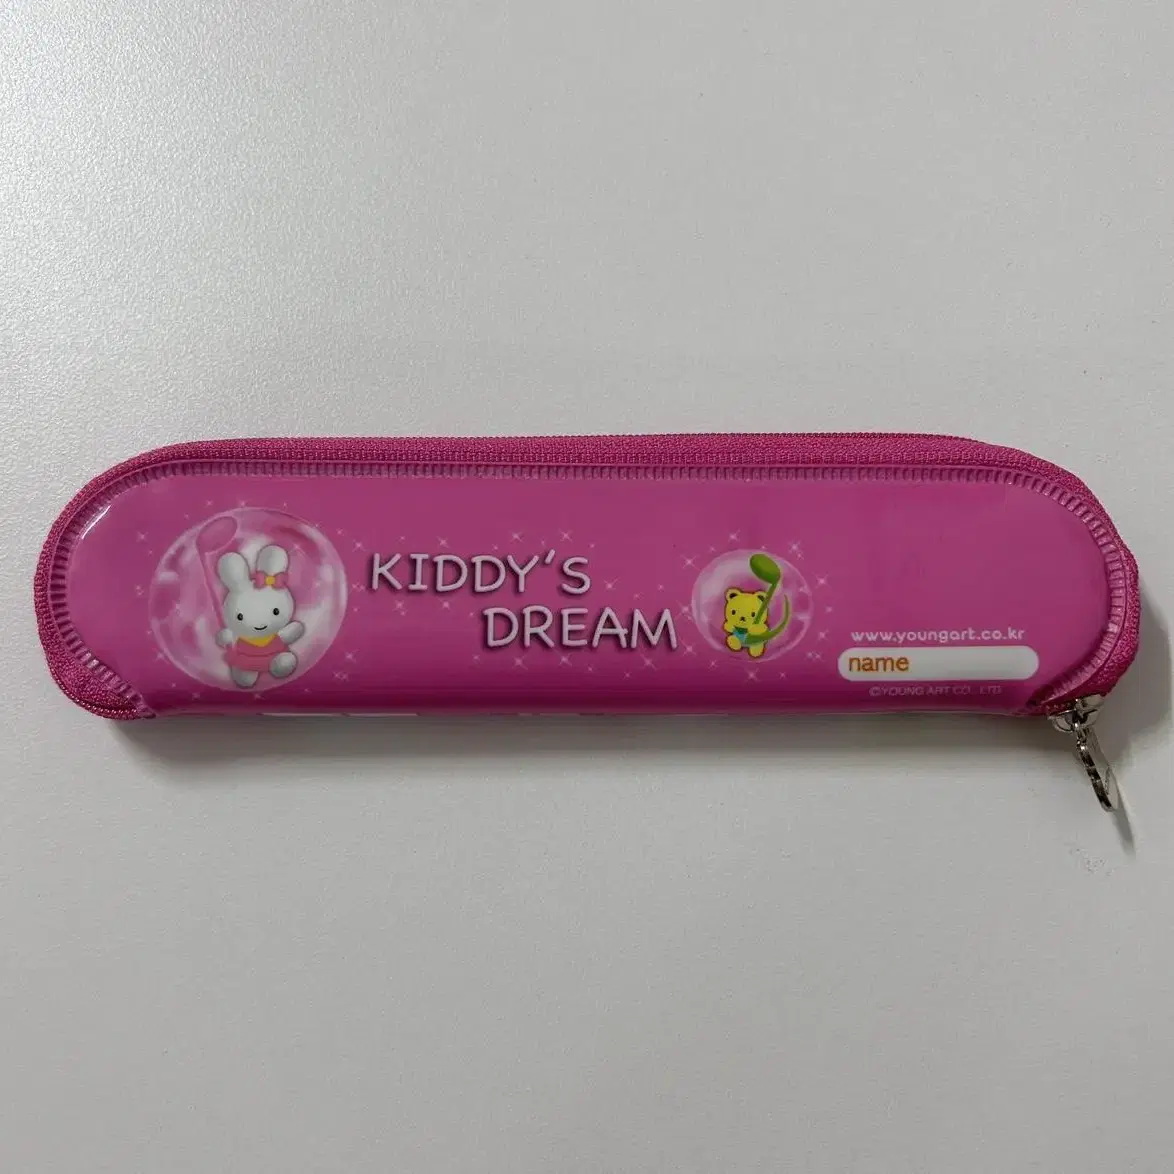 KIDDY'S
DREAM
www.youngart.co.kr
name
©YOUNG ART CO., LTD.